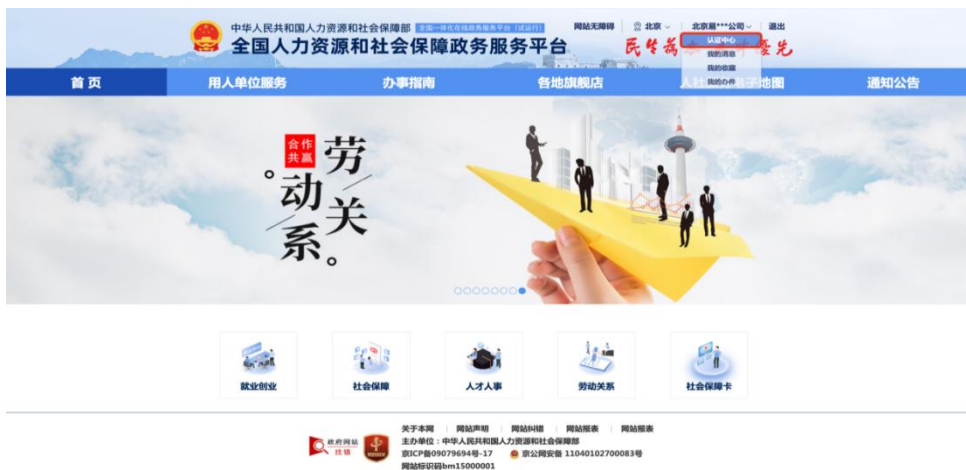 中华人民共和国人力资源和社会保障部 全国一体化在线政务服务平台（试运行）
全国人力资源和社会保障政务服务平台
网站无障碍 北京 北京易***公司 退出
民生為 優先
认证中心
我的消息
我的收藏
我的办件
首页 用人单位服务 办事指南 各地旗舰店 人社 子地图 通知公告
合作
共赢
劳
动
关
系
就业创业 社会保障 人才人事 劳动关系 社会保障卡
关于本网 网站声明 网站纠错 网站报表 网站报表
主办单位：中华人民共和国人力资源和社会保障部
京ICP备09079694号-17 京公网安备 11040102700083号
网站标识码bm15000001
政府网站
找错